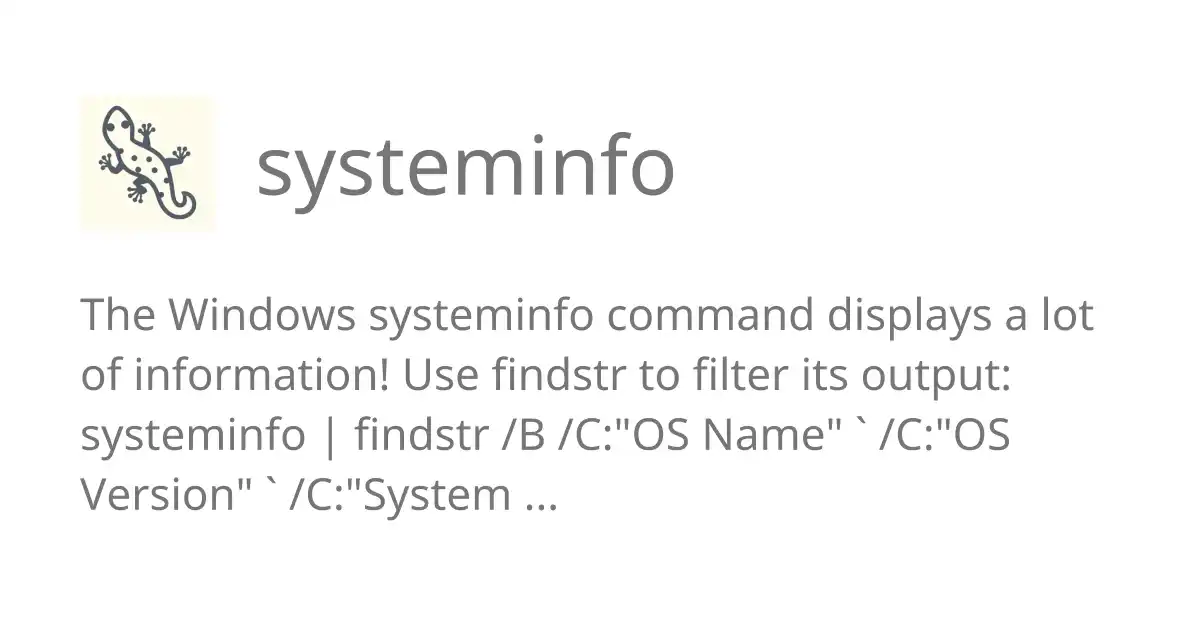 systeminfo
The Windows systeminfo command displays a lot
of information! Use findstr to filter its output:
systeminfo | findstr /B /C:"OS Name" ` /C:"OS
Version" ` /C:"System ...